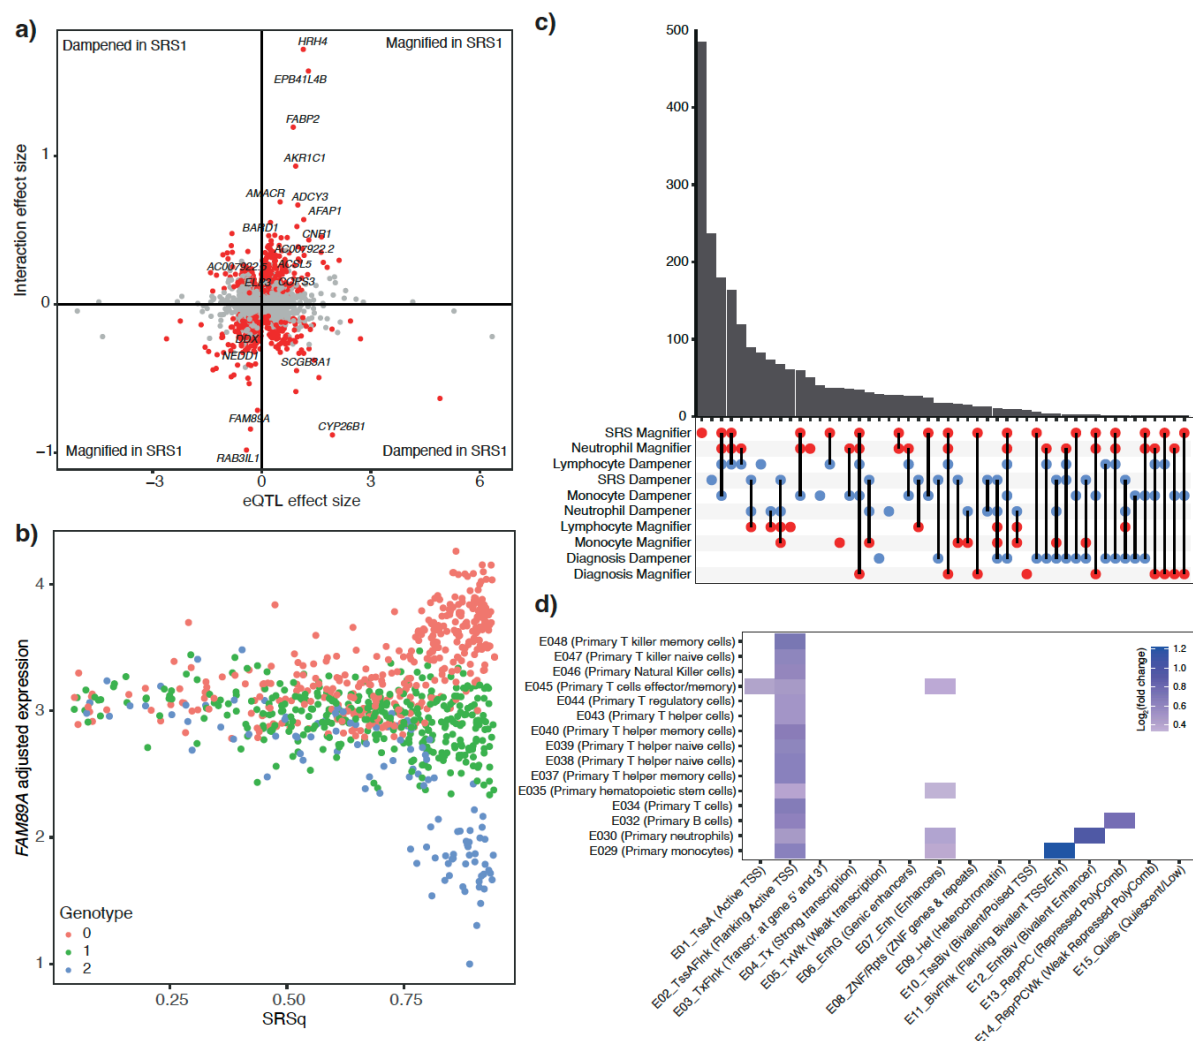 a)
Dampened in SRS1
Magnified in SRS1
HRH4
EPB41L4B
FABP2
AKR1C1
AMACR
ADCY3
AFAP1
BARD1
CNR1
AC007922.2
AC007922.5
ACSL5
ELP3
COPS3
NEDD1
SCGB3A1
FAM89A
CYP26B1
RAB3IL1
Magnified in SRS1
Dampened in SRS1
1
0
−1
−3
0
3
6
Interaction effect size
eQTL effect size
b)
4
3
2
1
FAM89A adjusted expression
Genotype
0
1
2
0.25
0.50
0.75
SRSq
c)
500
400
300
200
100
0
SRS Magnifier
Neutrophil Magnifier
Lymphocyte Dampener
SRS Dampener
Monocyte Dampener
Neutrophil Dampener
Lymphocyte Magnifier
Monocyte Magnifier
Diagnosis Dampener
Diagnosis Magnifier
d)
E048 (Primary T killer memory cells)
E047 (Primary T killer naive cells)
E046 (Primary Natural Killer cells)
E045 (Primary T cells effector/memory)
E044 (Primary T regulatory cells)
E043 (Primary T helper cells)
E040 (Primary T helper memory cells)
E039 (Primary T helper naive cells)
E038 (Primary T helper naive cells)
E037 (Primary T helper memory cells)
E035 (Primary hematopoietic stem cells)
E034 (Primary T cells)
E032 (Primary B cells)
E030 (Primary neutrophils)
E029 (Primary monocytes)
Log2(fold change)
1.2
1.0
0.8
0.6
0.4
E01_TssA (Active TSS)
E02_TssAFlnk (Flanking Active TSS)
E03_TxFlnk (Transcr. at gene 5' and 3')
E04_Tx (Strong transcription)
E05_TxWk (Weak transcription)
E06_EnhG (Genic enhancers)
E07_Enh (Enhancers)
E08_ZNF/Rpts (ZNF genes & repeats)
E09_Het (Heterochromatin)
E10_TssBiv (Bivalent/Poised TSS)
E11_BivFlnk (Flanking Bivalent TSS/Enh)
E12_EnhBiv (Bivalent Enhancer)
E13_ReprPC (Repressed PolyComb)
E14_ReprPCWk (Weak Repressed PolyComb)
E15_Quies (Quiescent/Low)